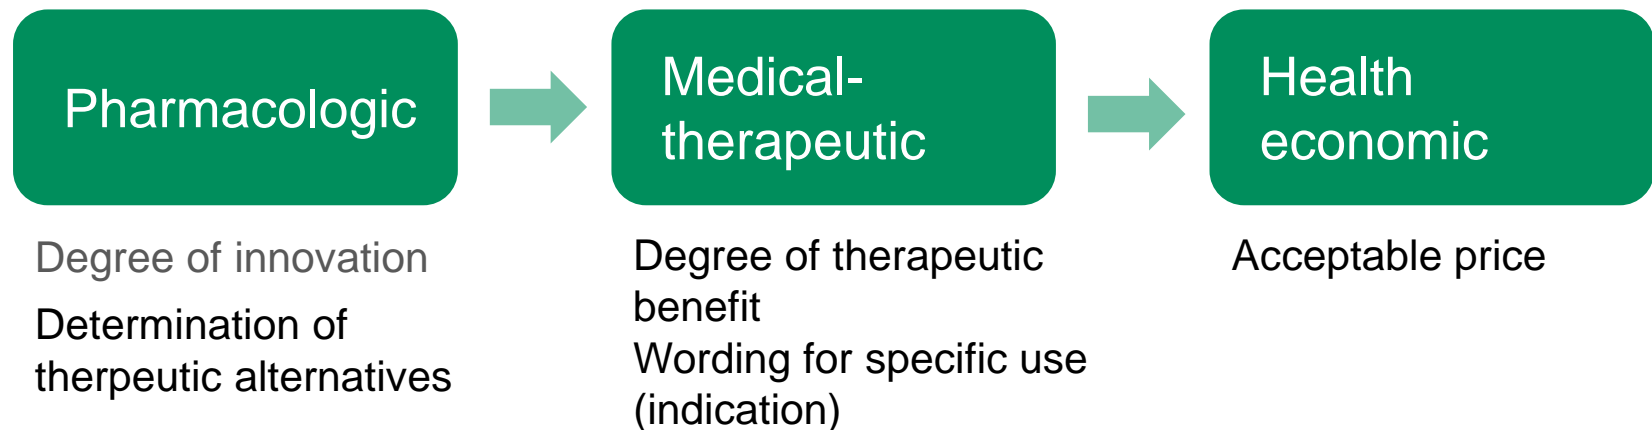 Pharmacologic
Medical-
therapeutic
Health
economic
Degree of innovation
Determination of
therpeutic alternatives
Degree of therapeutic
benefit
Wording for specific use
(indication)
Acceptable price